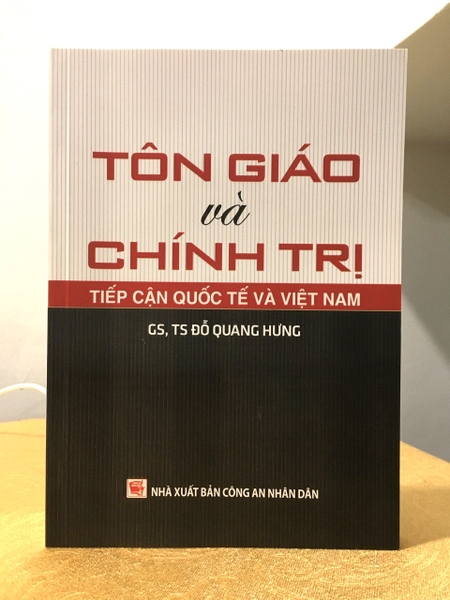 TÔN GIÁO
và
CHÍNH TRỊ
TIẾP CẬN QUỐC TẾ VÀ VIỆT NAM
GS, TS ĐỖ QUANG HƯNG
NHÀ XUẤT BẢN CÔNG AN NHÂN DÂN